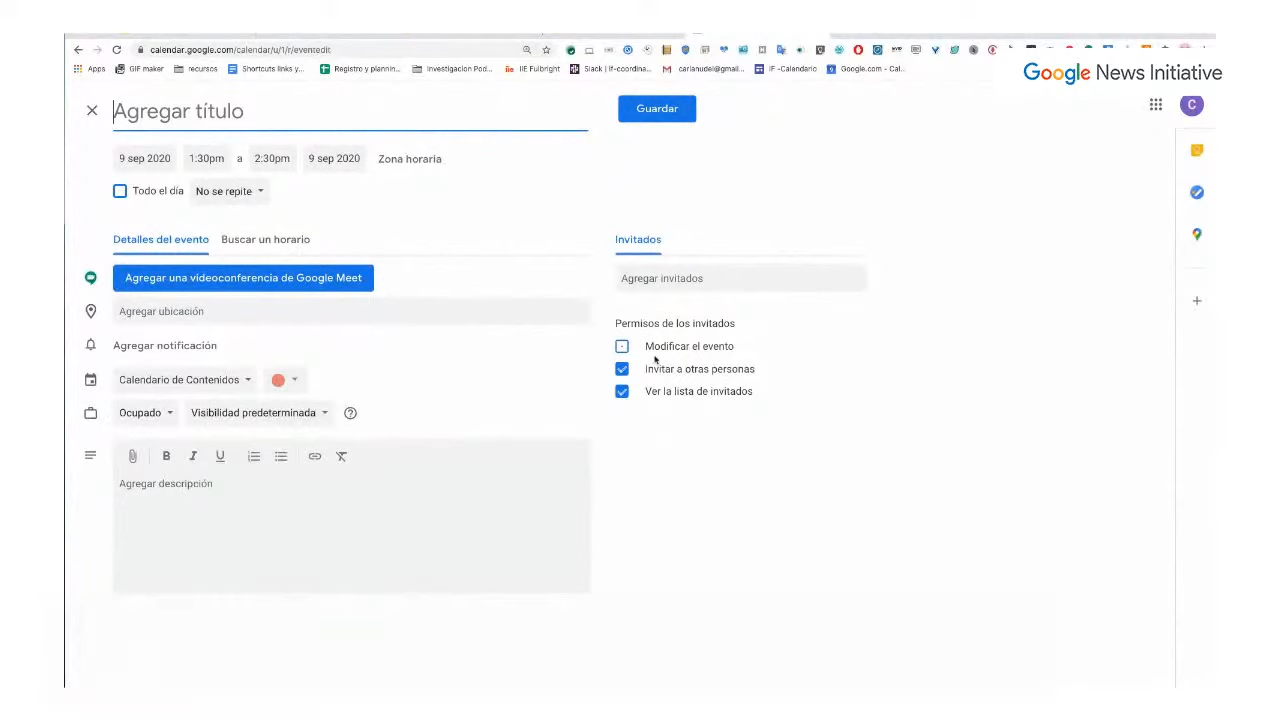 calendar.google.com/calendar/u/1/r/eventedit
Apps GIF maker recursos Shortcuts links y... Registro y plannin... Investigacion Pod... IIE Fulbright Slack | lf-coordina... carlanudel@gmail... IF -Calendario Google.com - Cal...
Google News Initiative
Agregar título
Guardar
C
9 sep 2020 1:30pm a 2:30pm 9 sep 2020 Zona horaria
Todo el día No se repite
Detalles del evento Buscar un horario
Invitados
Agregar una videoconferencia de Google Meet
Agregar invitados
Agregar ubicación
Permisos de los invitados
Agregar notificación
Modificar el evento
Invitar a otras personas
Calendario de Contenidos
Ver la lista de invitados
Ocupado Visibilidad predeterminada
B I U
Agregar descripción